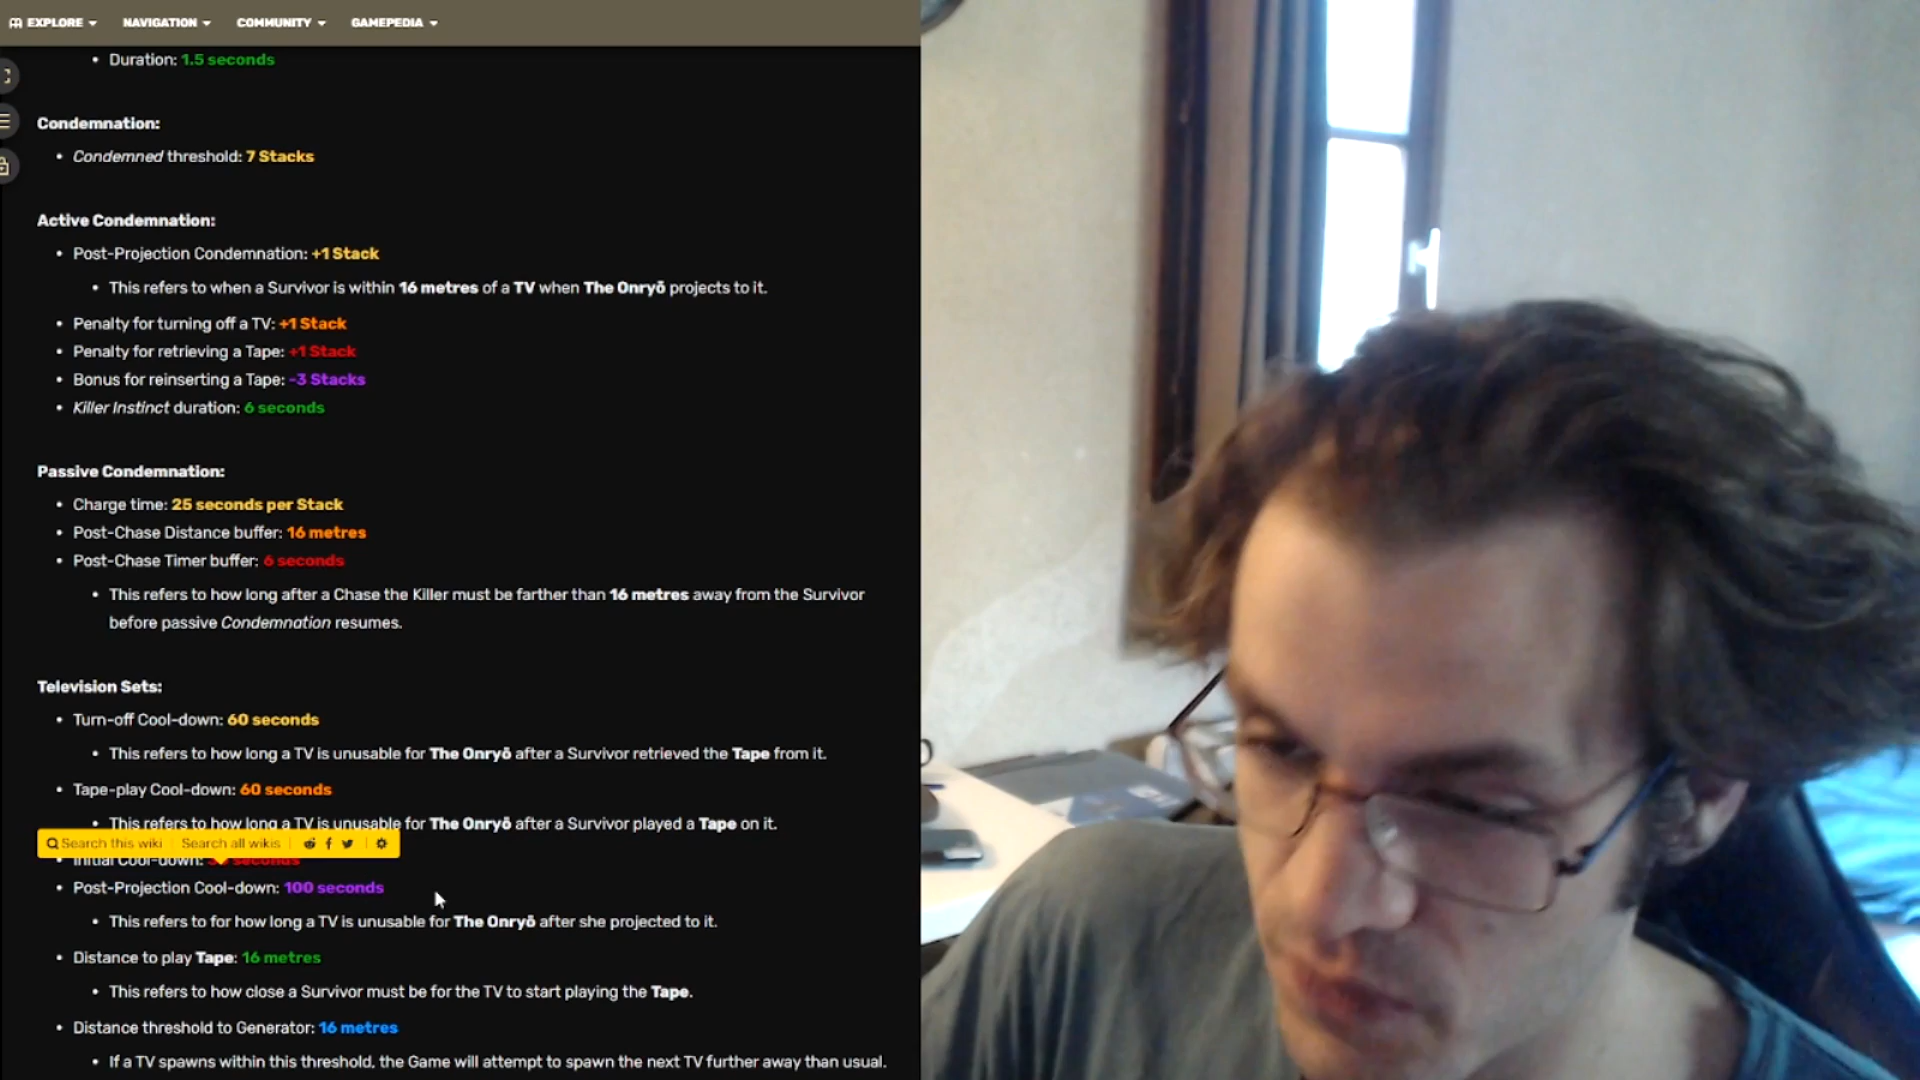 EXPLORE NAVIGATION COMMUNITY GAMEPEDIA
Duration: 1.5 seconds
Condemnation:
Condemned threshold: 7 Stacks
Active Condemnation:
Post-Projection Condemnation: +1 Stack
This refers to when a Survivor is within 16 metres of a TV when The Onryō projects to it.
Penalty for turning off a TV: +1 Stack
Penalty for retrieving a Tape: +1 Stack
Bonus for reinserting a Tape: -3 Stacks
Killer Instinct duration: 6 seconds
Passive Condemnation:
Charge time: 25 seconds per Stack
Post-Chase Distance buffer: 16 metres
Post-Chase Timer buffer: 6 seconds
This refers to how long after a Chase the Killer must be farther than 16 metres away from the Survivor
before passive Condemnation resumes.
Television Sets:
Turn-off Cool-down: 60 seconds
This refers to how long a TV is unusable for The Onryō after a Survivor retrieved the Tape from it.
Tape-play Cool-down: 60 seconds
This refers to how long a TV is unusable for The Onryō after a Survivor played a Tape on it.
Search this wiki Search all wikis
Initial Cool-down: seconds
Post-Projection Cool-down: 100 seconds
This refers to for how long a TV is unusable for The Onryō after she projected to it.
Distance to play Tape: 16 metres
This refers to how close a Survivor must be for the TV to start playing the Tape.
Distance threshold to Generator: 16 metres
If a TV spawns within this threshold, the Game will attempt to spawn the next TV further away than usual.